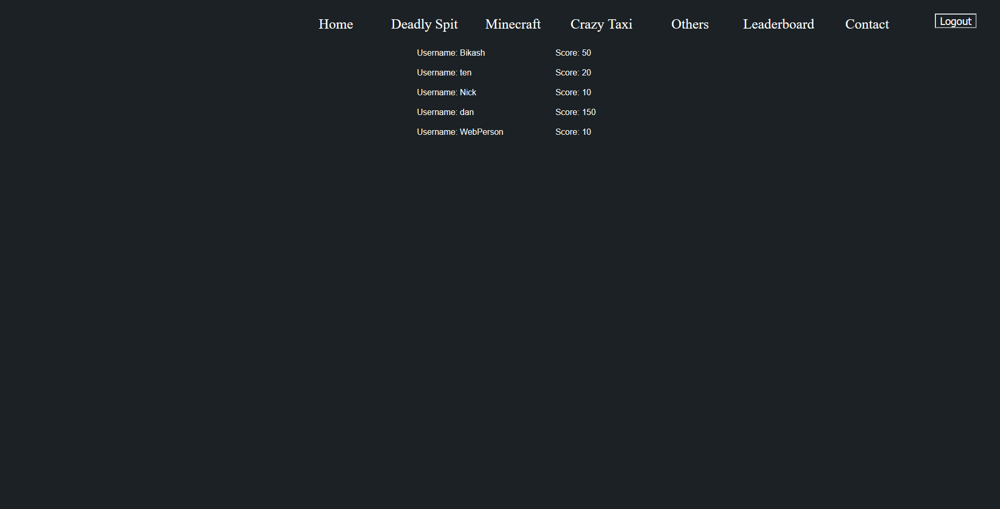 Home Deadly Spit Minecraft Crazy Taxi Others Leaderboard Contact Logout
Username: Bikash Score: 50
Username: ten Score: 20
Username: Nick Score: 10
Username: dan Score: 150
Username: WebPerson Score: 10